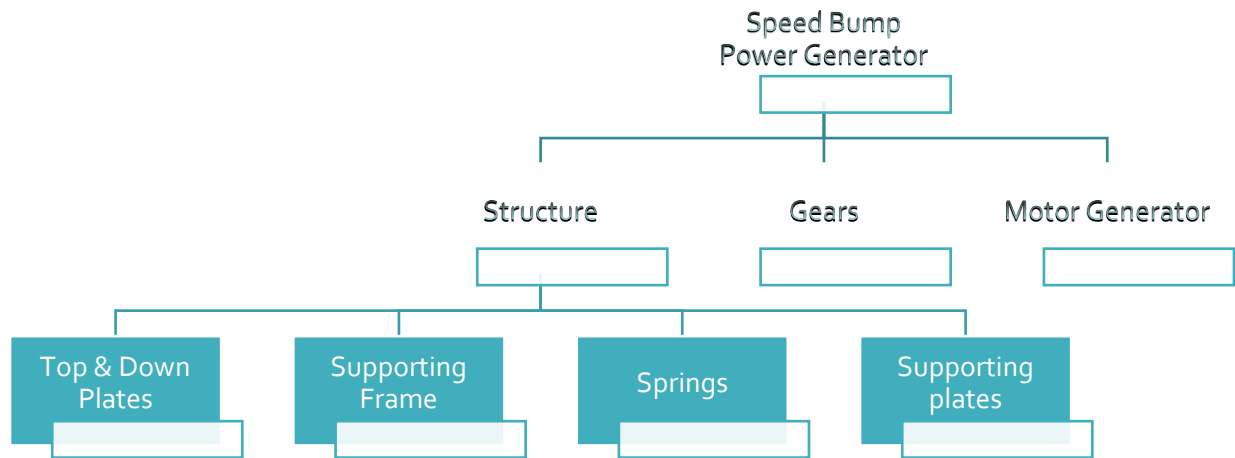 Speed Bump
Power Generator
Structure
Gears
Motor Generator
Top & Down
Plates
Supporting
Frame
Springs
Supporting
plates